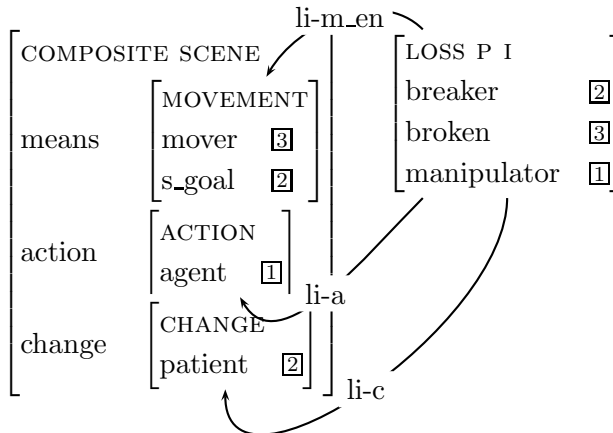 li-m_en
COMPOSITE SCENE
means
MOVEMENT
mover 3
s_goal 2
action
ACTION
agent 1
li-a
change
CHANGE
patient 2
li-c
LOSS P I
breaker 2
broken 3
manipulator 1